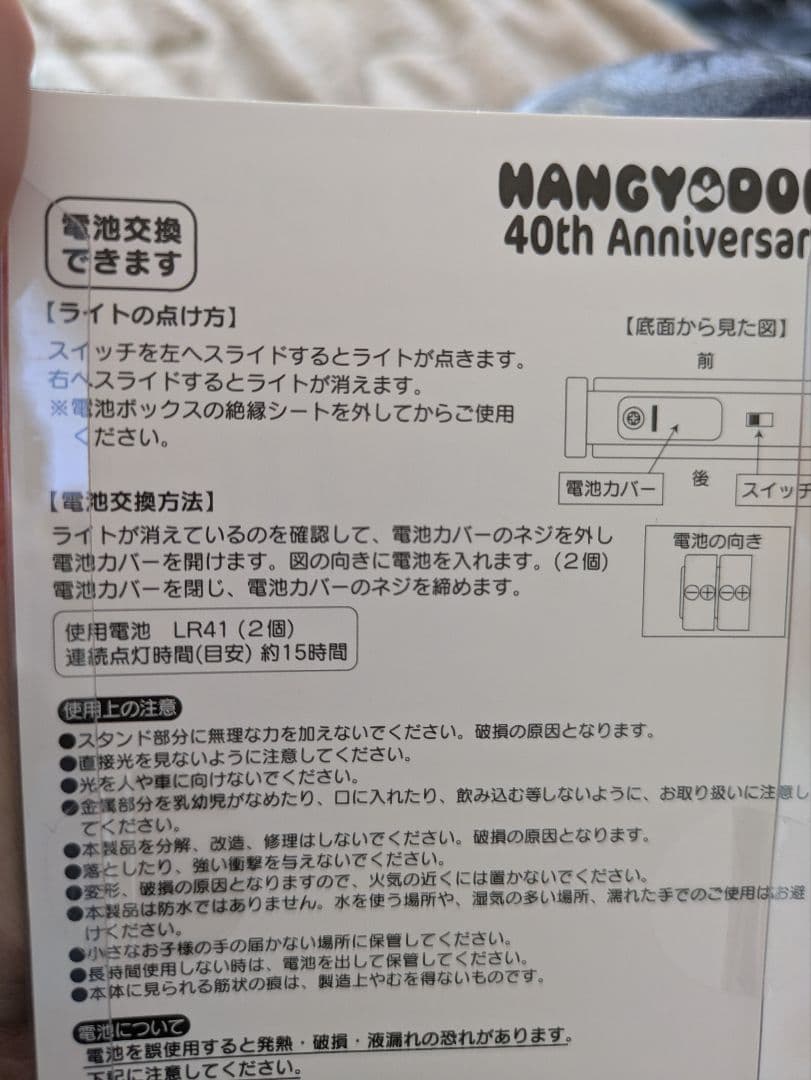 HANGYODO
40th Anniversar
電池交換
できます
【ライトの点け方】
スイッチを左へスライドするとライトが点きます。
右へスライドするとライトが消えます。
※電池ボックスの絶縁シートを外してからご使用
ください。
【底面から見た図】
前
電池カバー
後
スイッチ
【電池交換方法】
ライトが消えているのを確認して、電池カバーのネジを外し
電池カバーを開けます。図の向きに電池を入れます。(2個)
電池カバーを閉じ、電池カバーのネジを締めます。
電池の向き
⊖⊕⊖⊕
使用電池 LR41(2個)
連続点灯時間(目安)約15時間
使用上の注意
●スタンド部分に無理な力を加えないでください。破損の原因となります。
●直接光を見ないように注意してください。
●光を人や車に向けないでください。
●金属部分を乳幼児がなめたり、口に入れたり、飲み込む等しないように、お取り扱いに注意し
てください。
●本製品を分解、改造、修理はしないでください。破損の原因となります。
●落としたり、強い衝撃を与えないでください。
●変形、破損の原因となりますので、火気の近くには置かないでください。
●本製品は防水ではありません。水を使う場所や、湿気の多い場所、濡れた手でのご使用はお避
けください。
●小さなお子様の手の届かない場所に保管してください。
●長時間使用しない時は、電池を出して保管してください。
●本体に見られる筋状の痕は、製造上やむを得ないものです。
電池について
電池を誤使用すると発熱・破損・液漏れの恐れがあります。
下記に注意してください。